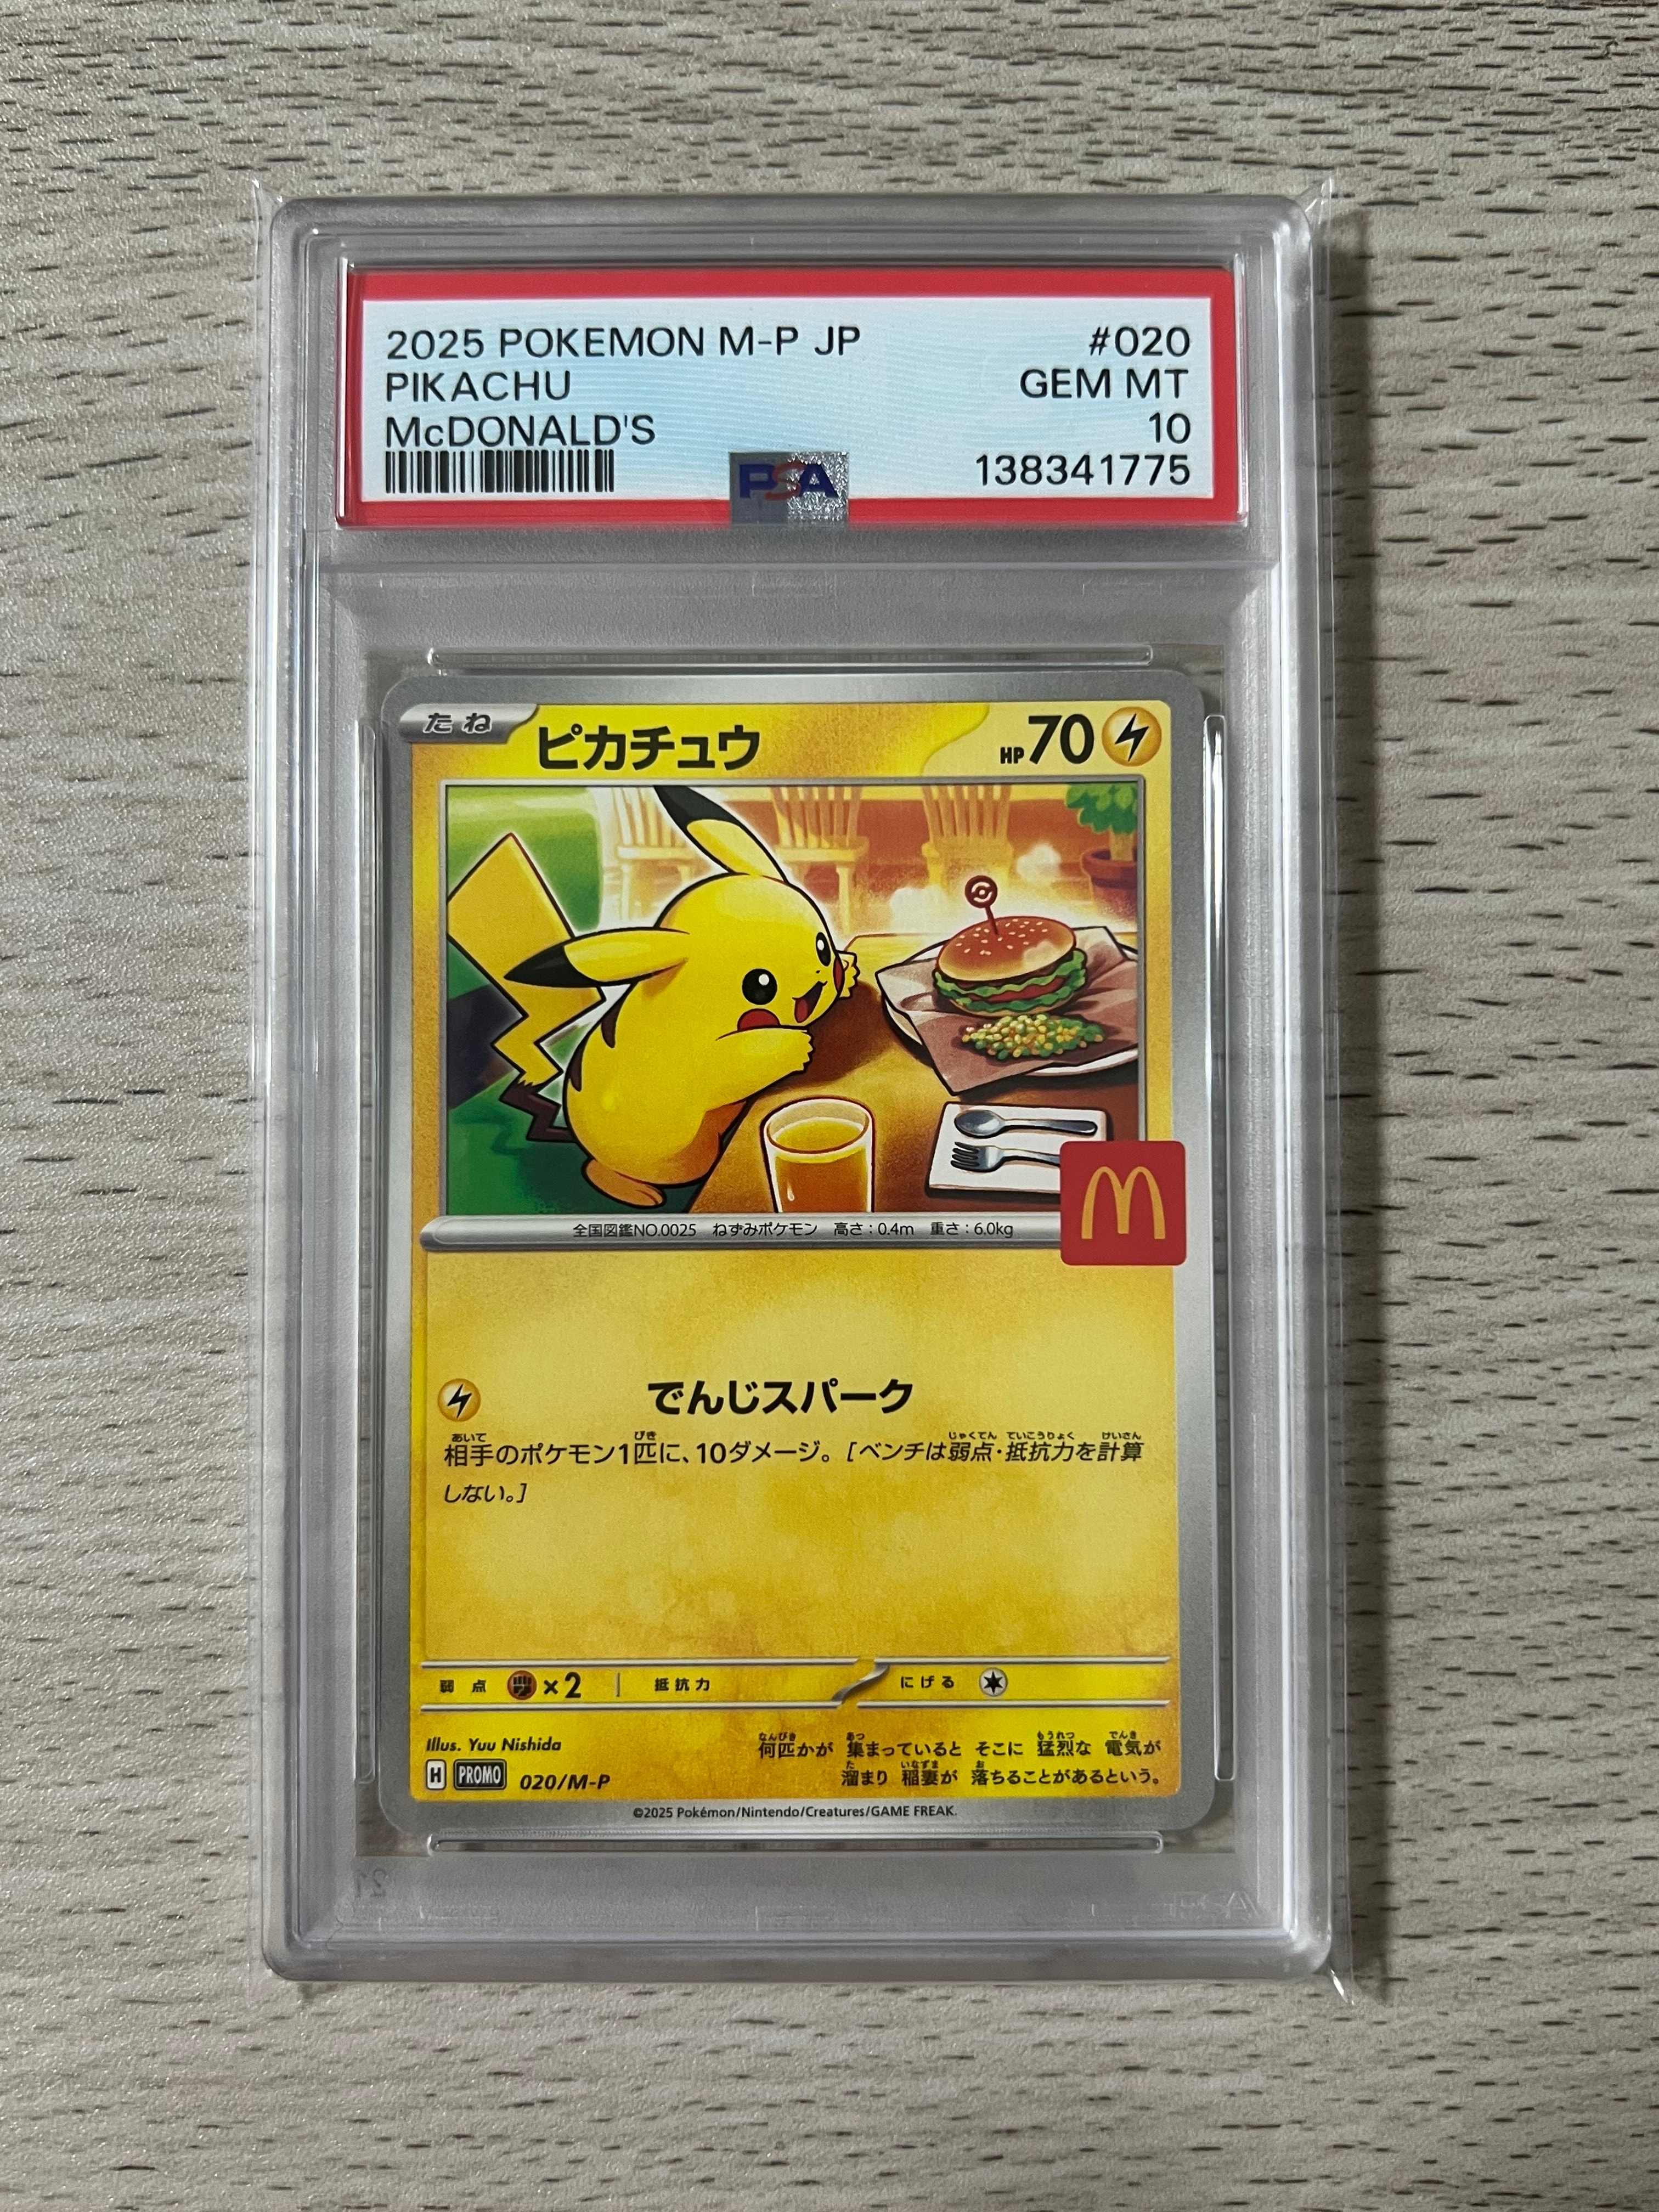 2025 POKEMON M-P JP #020
PIKACHU GEM MT
McDONALD'S 10
PSA 138341775
たね ピカチュウ HP70
全国図鑑NO.0025 ねずみポケモン 高さ:0.4m 重さ:6.0kg
でんじスパーク
相手のポケモン1匹に、10ダメージ。[ベンチは弱点・抵抗力を計算
しない。]
弱点 ×2 抵抗力 にげる
Illus. Yuu Nishida
何匹かが 集まっていると そこに 猛烈な 電気が
溜まり 稲妻が 落ちることがあるという。
H PROMO 020/M-P
©2025 Pokémon/Nintendo/Creatures/GAME FREAK.
PSA